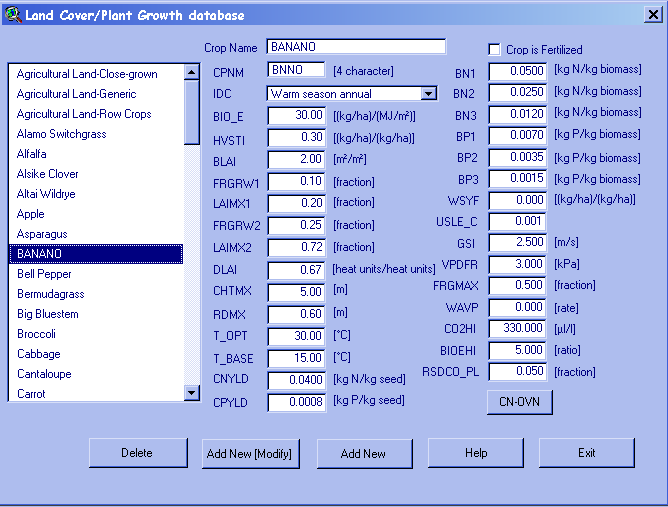 Land Cover/Plant Growth database
Agricultural Land-Close-grown
Agricultural Land-Generic
Agricultural Land-Row Crops
Alamo Switchgrass
Alfalfa
Alsike Clover
Altai Wildrye
Apple
Asparagus
BANANO
Bell Pepper
Bermudagrass
Big Bluestem
Broccoli
Cabbage
Cantaloupe
Carrot
Crop Name BANANO
CPNM BNNO [4 character]
IDC Warm season annual
BIO_E 30.00 [(kg/ha)/(MJ/m²)]
HVSTI 0.30 [(kg/ha)/(kg/ha)]
BLAI 2.00 [m²/m²]
FRGRW1 0.10 [fraction]
LAIMX1 0.20 [fraction]
FRGRW2 0.25 [fraction]
LAIMX2 0.72 [fraction]
DLAI 0.67 [heat units/heat units]
CHTMX 5.00 [m]
RDMX 0.60 [m]
T_OPT 30.00 [°C]
T_BASE 15.00 [°C]
CNYLD 0.0400 [kg N/kg seed]
CPYLD 0.0008 [kg P/kg seed]
Crop is Fertilized
BN1 0.0500 [kg N/kg biomass]
BN2 0.0250 [kg N/kg biomass]
BN3 0.0120 [kg N/kg biomass]
BP1 0.0070 [kg P/kg biomass]
BP2 0.0035 [kg P/kg biomass]
BP3 0.0015 [kg P/kg biomass]
WSYF 0.000 [(kg/ha)/(kg/ha)]
USLE_C 0.001
GSI 2.500 [m/s]
VPDFR 3.000 [kPa]
FRGMAX 0.500 [fraction]
WAVP 0.000 [rate]
CO2HI 330.000 [µl/l]
BIOEHI 5.000 [ratio]
RSDCO_PL 0.050 [fraction]
CN-OVN
Delete
Add New [Modify]
Add New
Help
Exit